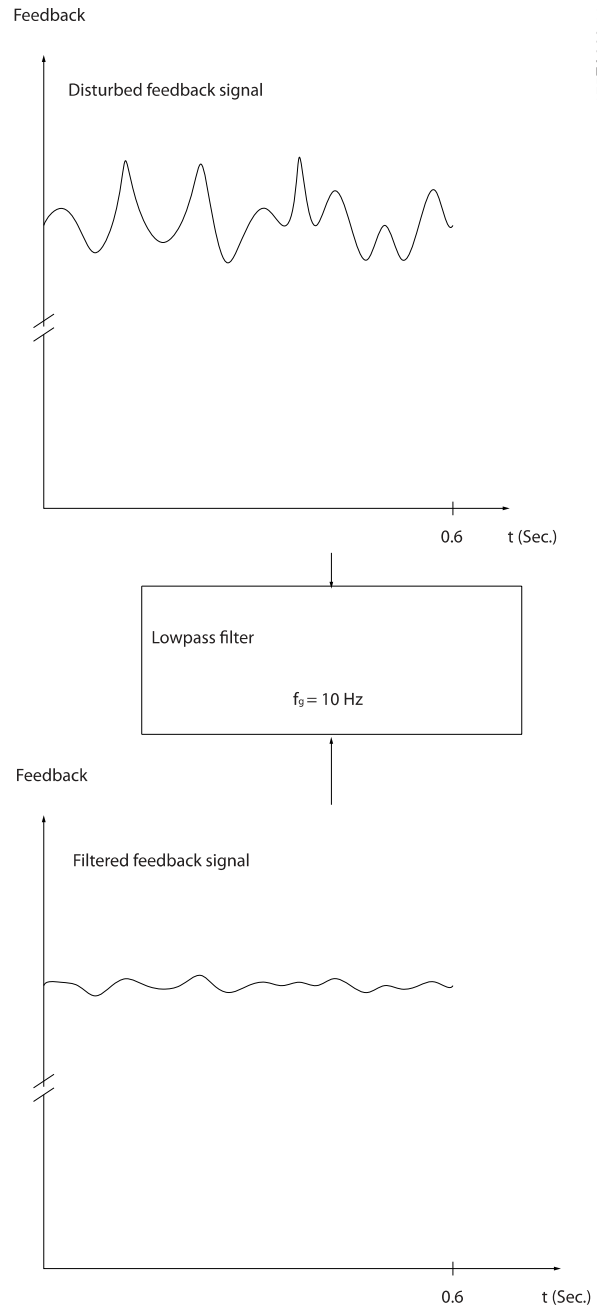 Feedback
Disturbed feedback signal
0.6 t (Sec.)
Lowpass filter
fg = 10 Hz
Feedback
Filtered feedback signal
0.6 t (Sec.)